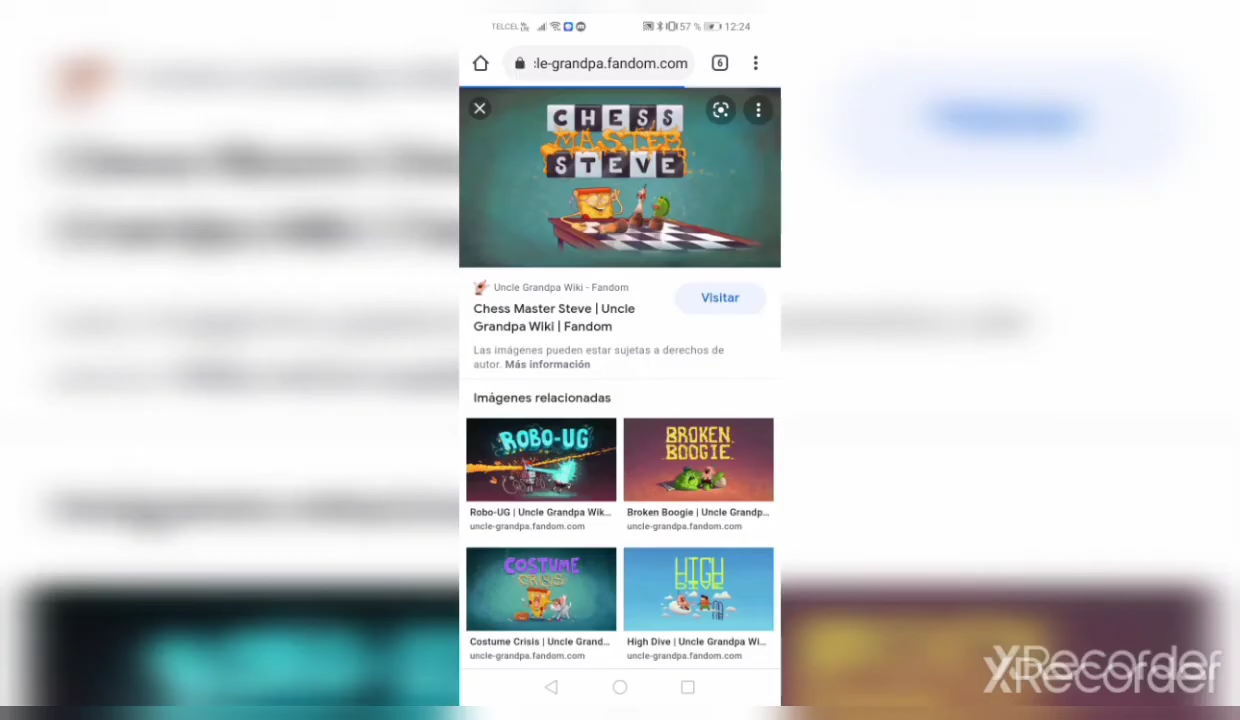 TELCEL
57 %
12:24
:le-grandpa.fandom.com
6
CHESS
MASTER
STEVE
Uncle Grandpa Wiki - Fandom
Visitar
Chess Master Steve | Uncle
Grandpa Wiki | Fandom
Las imágenes pueden estar sujetas a derechos de
autor. Más información
Imágenes relacionadas
ROBO-UG
BROKEN
BOOGIE
Robo-UG | Uncle Grandpa Wik...
Broken Boogie | Uncle Grandp...
uncle-grandpa.fandom.com
uncle-grandpa.fandom.com
COSTUME
CRISIS
HIGH
DIVE
Costume Crisis | Uncle Grand...
High Dive | Uncle Grandpa Wi...
uncle-grandpa.fandom.com
uncle-grandpa.fandom.com
XRecorder